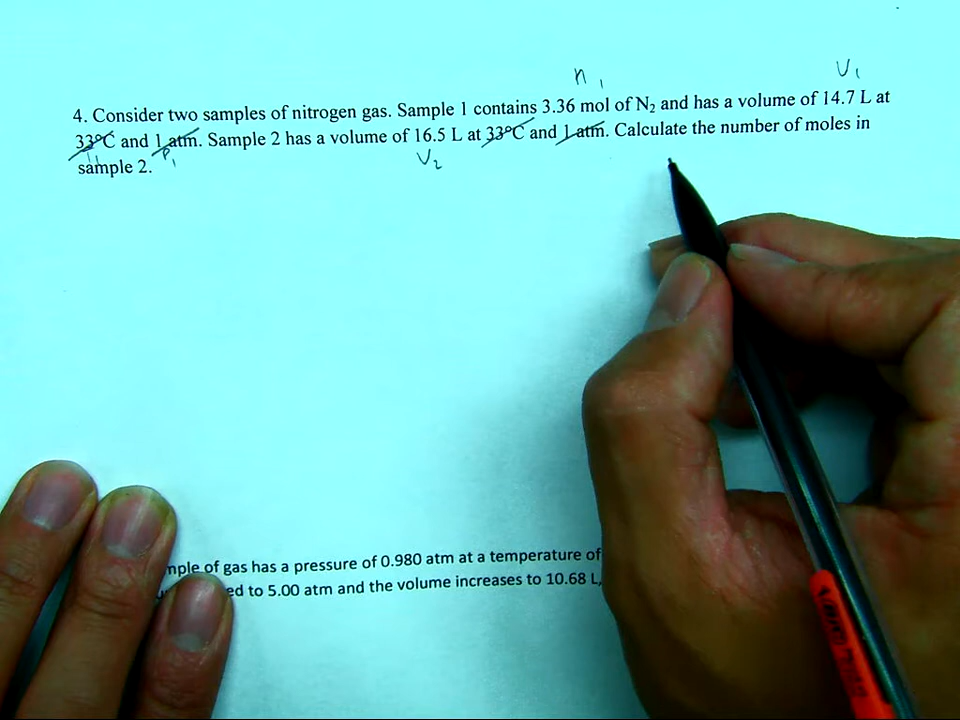 n1
V1
4. Consider two samples of nitrogen gas. Sample 1 contains 3.36 mol of N2 and has a volume of 14.7 L at
33°C and 1 atm. Sample 2 has a volume of 16.5 L at 33°C and 1 atm. Calculate the number of moles in
P1
V2
sample 2.
of gas has a pressure of 0.980 atm at a temperature of
to 5.00 atm and the volume increases to 10.68 L,